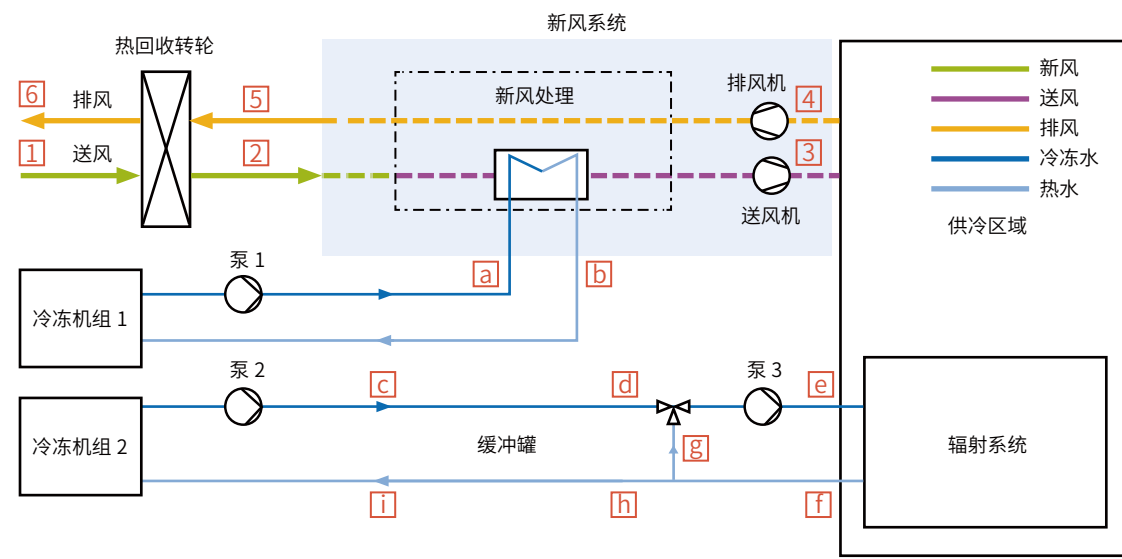 新风系统
热回收转轮
新风
6
排风
5
新风处理
排风机
4
送风
排风
1
送风
2
3
冷冻水
热水
送风机
供冷区域
泵 1
a
b
冷冻机组 1
泵 2
c
d
泵 3
e
冷冻机组 2
缓冲罐
g
辐射系统
i
h
f